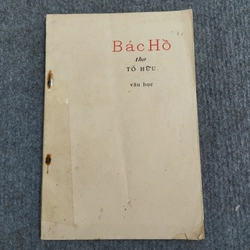 Bác Hồ
thơ
TỐ HỮU
văn học